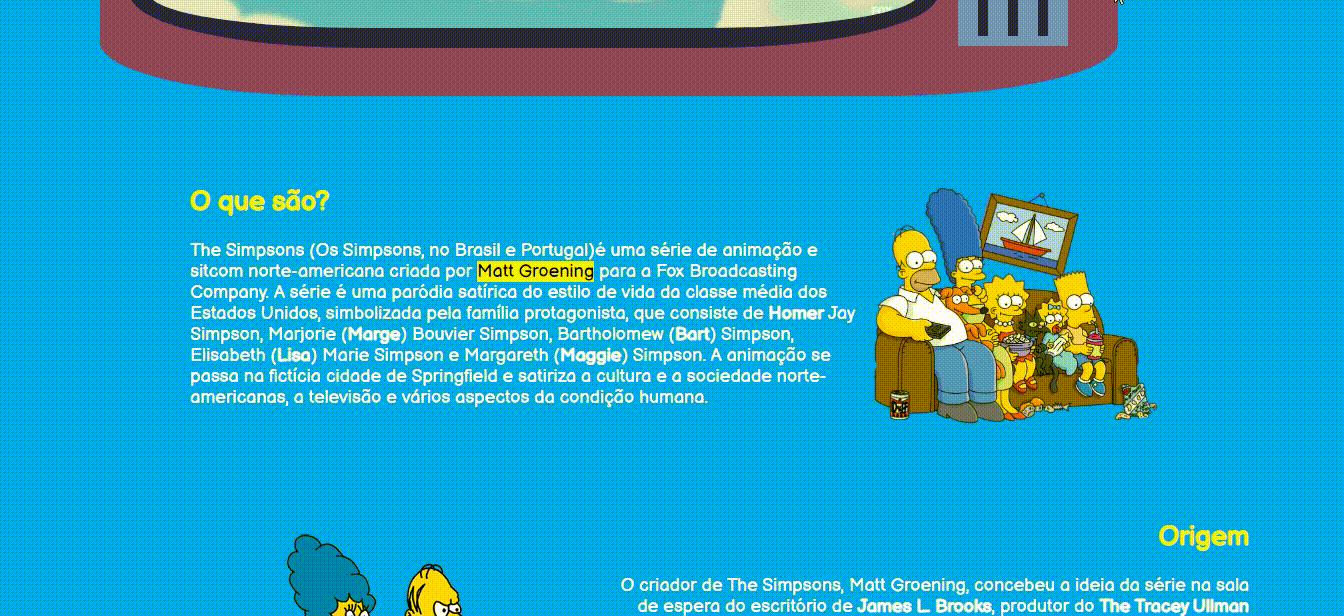 O que são?
The Simpsons (Os Simpsons, no Brasil e Portugal)é uma série de animação e
sitcom norte-americana criada por Matt Groening para a Fox Broadcasting
Company. A série é uma paródia satírica do estilo de vida da classe média dos
Estados Unidos, simbolizada pela família protagonista, que consiste de Homer Jay
Simpson, Marjorie (Marge) Bouvier Simpson, Bartholomew (Bart) Simpson,
Elisabeth (Lisa) Marie Simpson e Margareth (Maggie) Simpson. A animação se
passa na fictícia cidade de Springfield e satiriza a cultura e a sociedade norte-
americanas, a televisão e vários aspectos da condição humana.
Origem
O criador de The Simpsons, Matt Groening, concebeu a ideia da série na sala
de espera do escritório de James L. Brooks, produtor do The Tracey Ullman